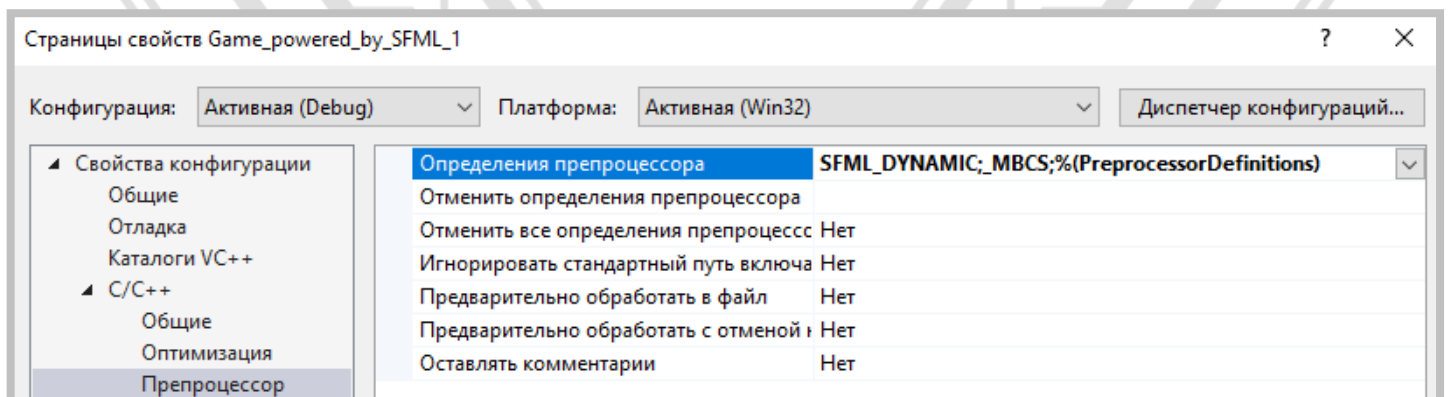 Страницы свойств Game_powered_by_SFML_1 ?
Конфигурация: Активная (Debug) Платформа: Активная (Win32) Диспетчер конфигураций...
Свойства конфигурации
Общие
Отладка
Каталоги VC++
C/C++
Общие
Оптимизация
Препроцессор
Определения препроцессора SFML_DYNAMIC;_MBCS;%(PreprocessorDefinitions)
Отменить определения препроцессора
Отменить все определения препроцессс Нет
Игнорировать стандартный путь включа Нет
Предварительно обработать в файл Нет
Предварительно обработать с отменой н Нет
Оставлять комментарии Нет